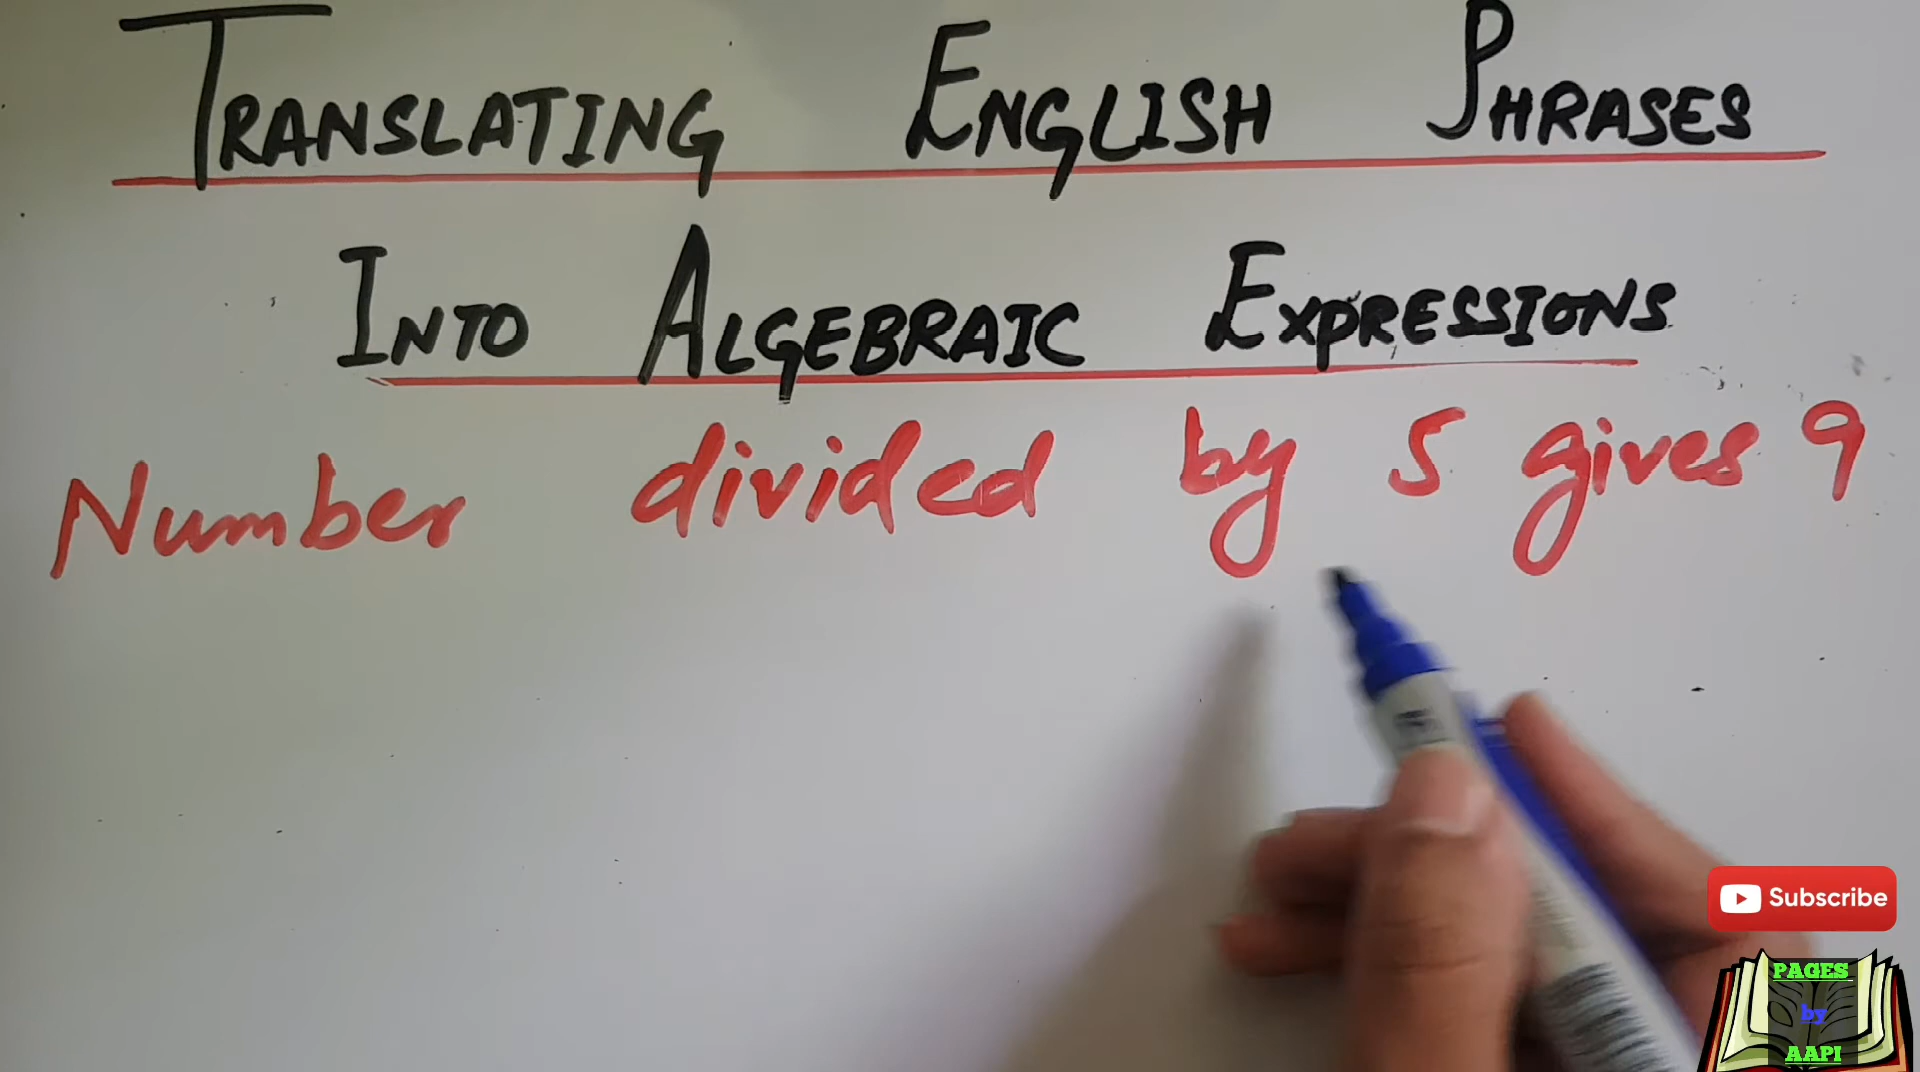 TRANSLATING ENGLISH PHRASES
INTO ALGEBRAIC EXPRESSIONS
Number divided by 5 gives 9
Subscribe
PAGES
by
AAPI